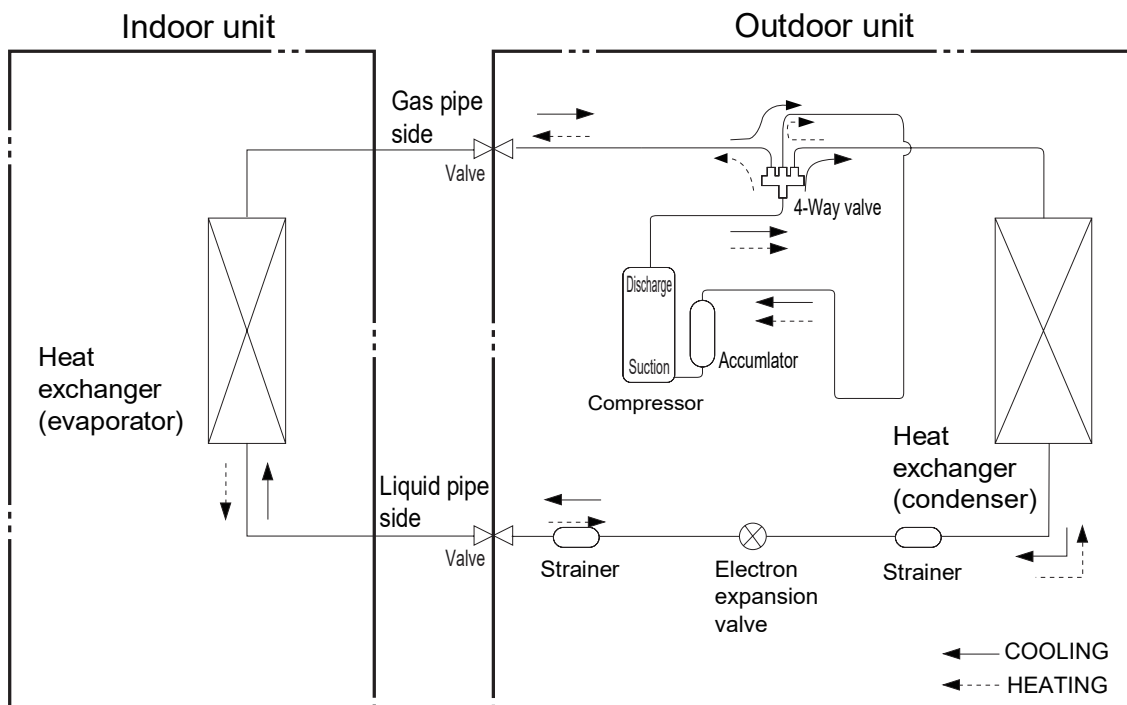 Indoor unit
Outdoor unit
Gas pipe
side
Valve
4-Way valve
Discharge
Suction
Accumlator
Compressor
Heat
exchanger
(evaporator)
Heat
exchanger
(condenser)
Liquid pipe
side
Valve
Strainer
Electron
expansion
valve
Strainer
COOLING
HEATING